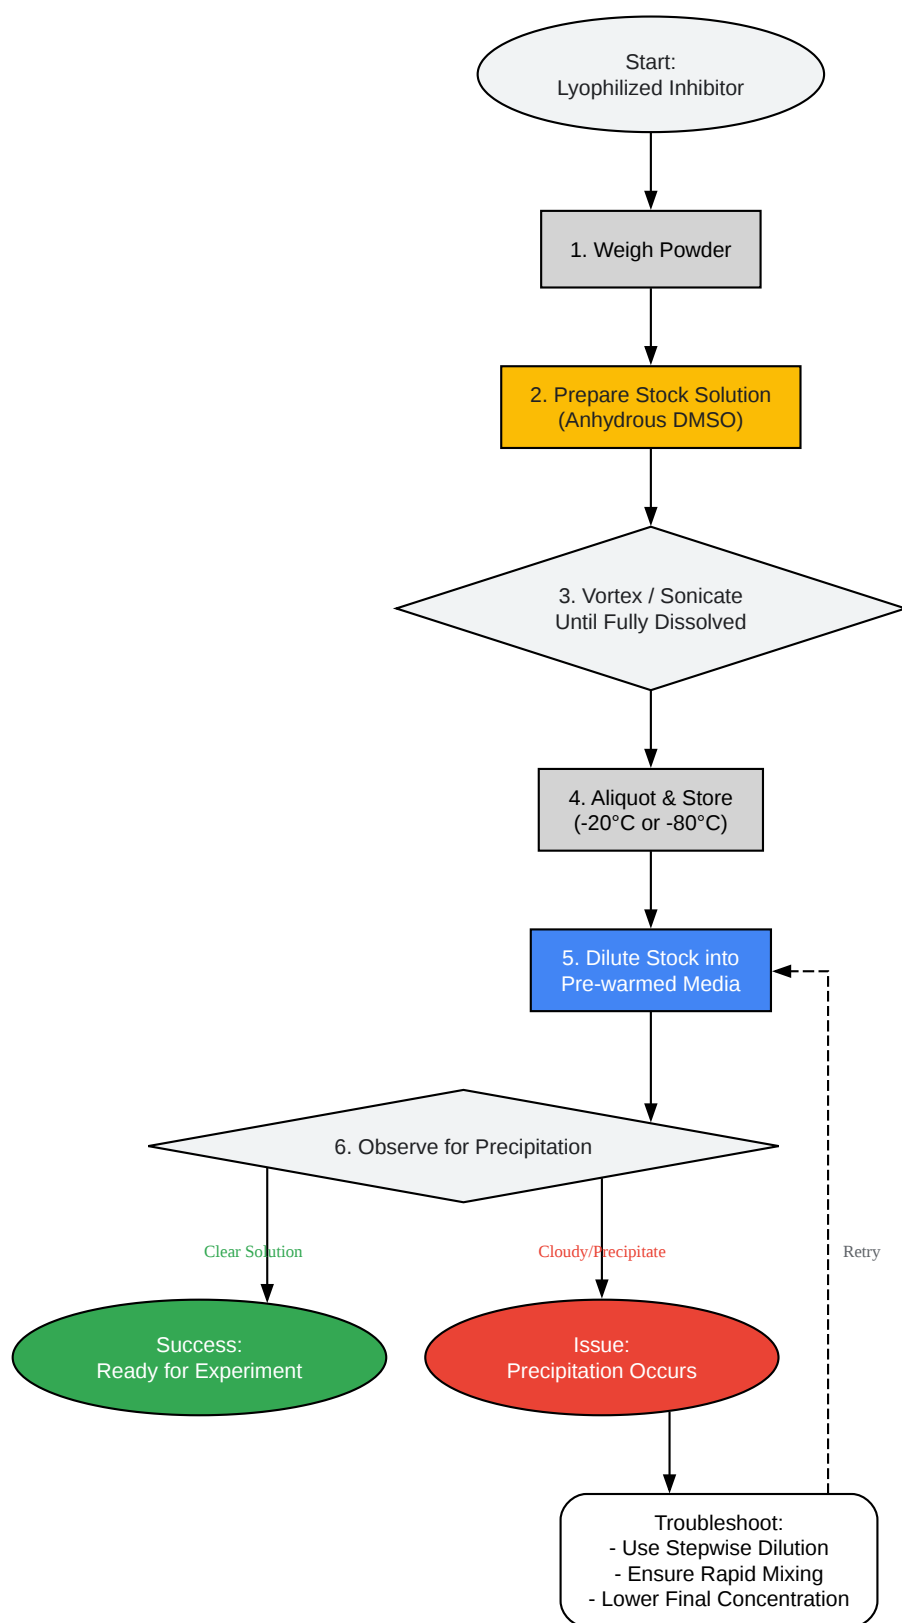 Start:
Lyophilized Inhibitor
1. Weigh Powder
2. Prepare Stock Solution
(Anhydrous DMSO)
3. Vortex / Sonicate
Until Fully Dissolved
4. Aliquot & Store
(-20°C or -80°C)
5. Dilute Stock into
Pre-warmed Media
6. Observe for Precipitation
Clear Solution
Cloudy/Precipitate
Retry
Success:
Ready for Experiment
Issue:
Precipitation Occurs
Troubleshoot:
- Use Stepwise Dilution
- Ensure Rapid Mixing
- Lower Final Concentration